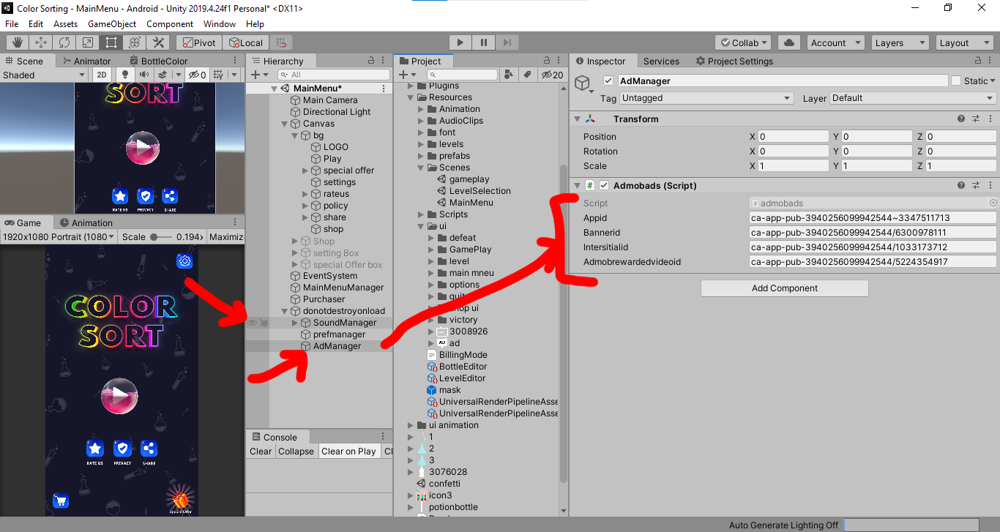 Color Sorting - MainMenu - Android - Unity 2019.4.24f1 Personal* <DX11>
File Edit Assets GameObject Component Window Help
Pivot Local Collab Account Layers Layout
Scene Animator BottleColor
Shaded 2D 0
SORT
RATE US PRIVACY SHARE
Game Animation
1920x1080 Portrait (1080 Scale 0.194x Maximiz
COLOR
SORT
RATE US PRIVACY SHARE
Special Offer
Hierarchy
All
MainMenu*
Main Camera
Directional Light
Canvas
bg
LOGO
Play
special offer
settings
rateus
policy
share
shop
Shop
setting Box
special Offer box
EventSystem
MainMenuManager
Purchaser
donotdestroyonload
SoundManager
prefmanager
AdManager
Console
Clear Collapse Clear on Play Cl
Project
20
Plugins
Resources
Animation
AudioClips
font
levels
prefabs
Scenes
gameplay
LevelSelection
MainMenu
Scripts
ui
defeat
GamePlay
level
main mneu
options
quit
shop ui
victory
3008926
ad
BillingMode
BottleEditor
LevelEditor
mask
UniversalRenderPipelineAsse
UniversalRenderPipelineAsse
ui animation
1
2
3
3076028
confetti
icon3
potionbottle
Inspector Services Project Settings
AdManager Static
Tag Untagged Layer Default
Transform
Position X 0 Y 0 Z 0
Rotation X 0 Y 0 Z 0
Scale X 1 Y 1 Z 1
# Admobads (Script)
Script # admobads
Appid ca-app-pub-3940256099942544~3347511713
Bannerid ca-app-pub-3940256099942544/6300978111
Intersitialid ca-app-pub-3940256099942544/1033173712
Admobrewardedvideoid ca-app-pub-3940256099942544/5224354917
Add Component
Auto Generate Lighting Off